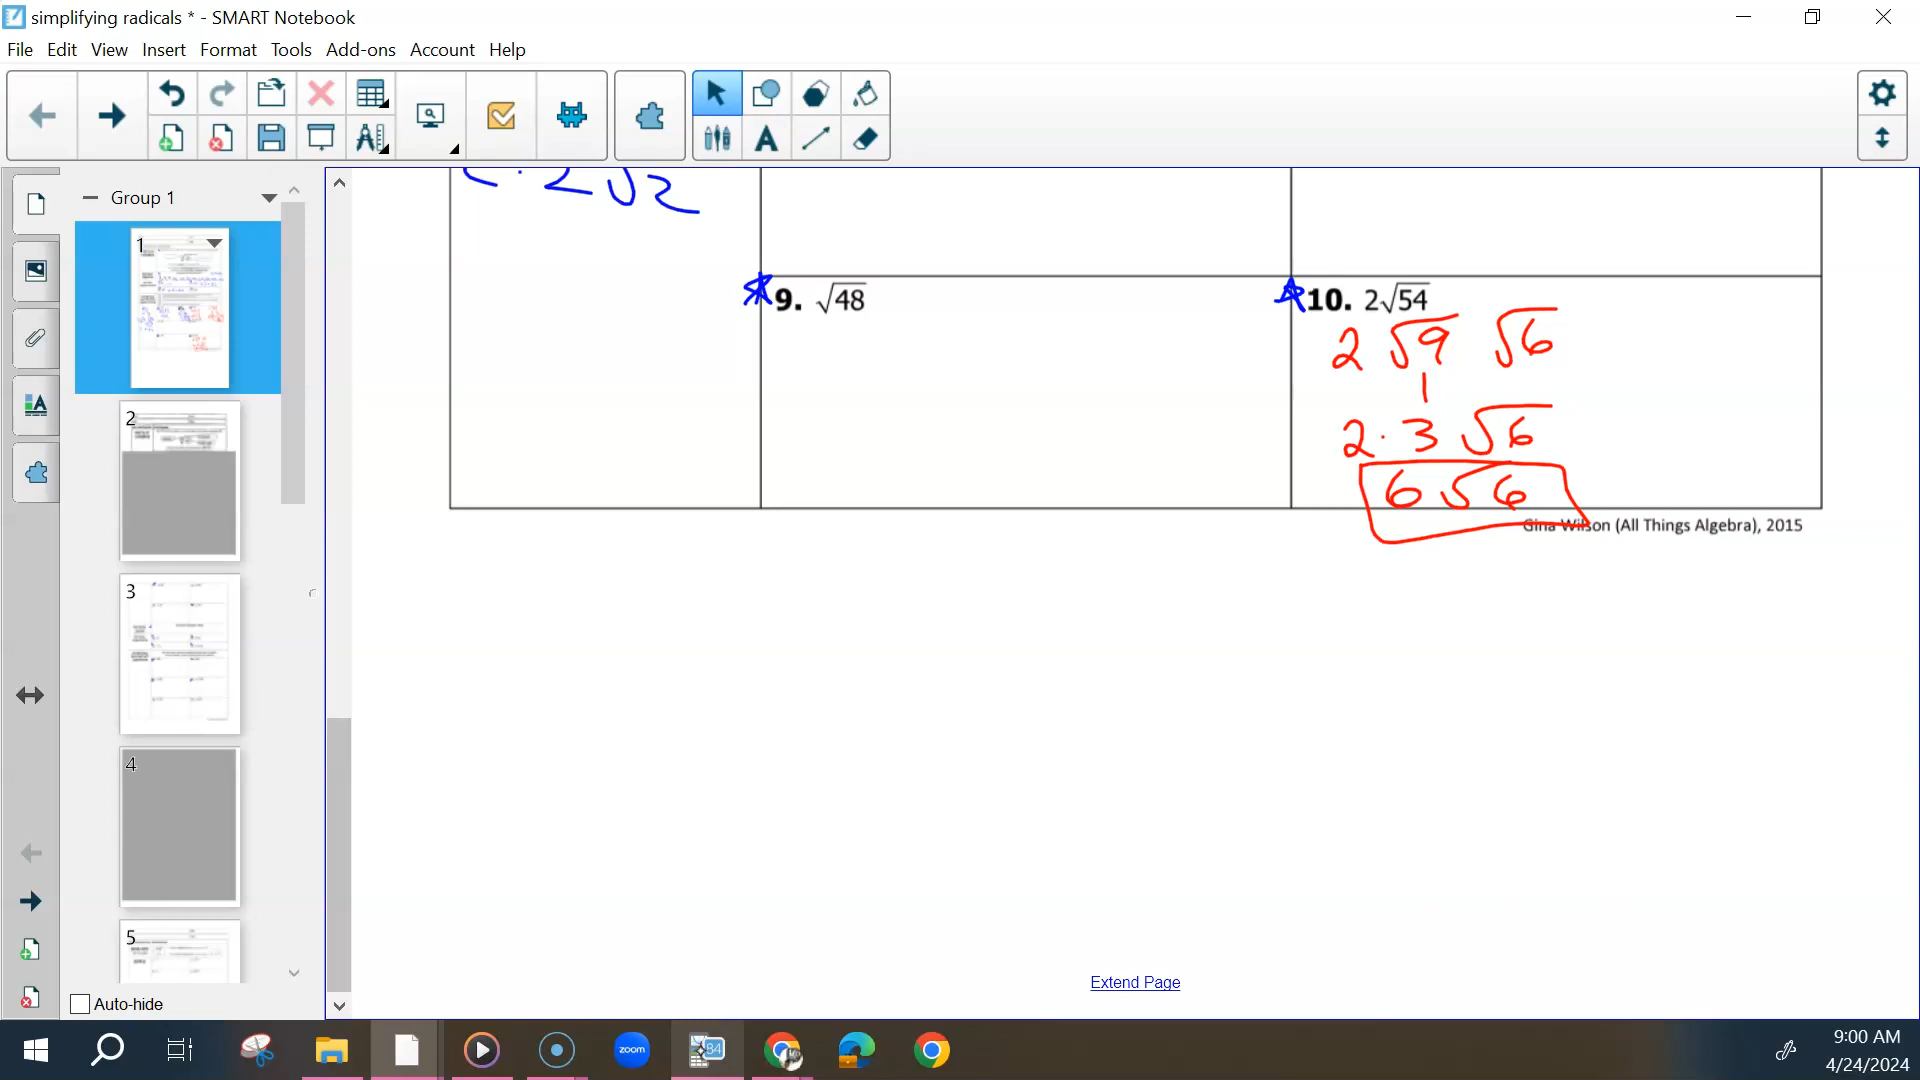 simplifying radicals * - SMART Notebook
File Edit View Insert Format Tools Add-ons Account Help
Group 1
1
2
3
4
5
Auto-hide
· 2√2
9. √48
10. 2√54
2 √9 √6
2 · 3 √6
6 √6
Gina Wilson (All Things Algebra), 2015
Extend Page
zoom
84
9:00 AM
4/24/2024